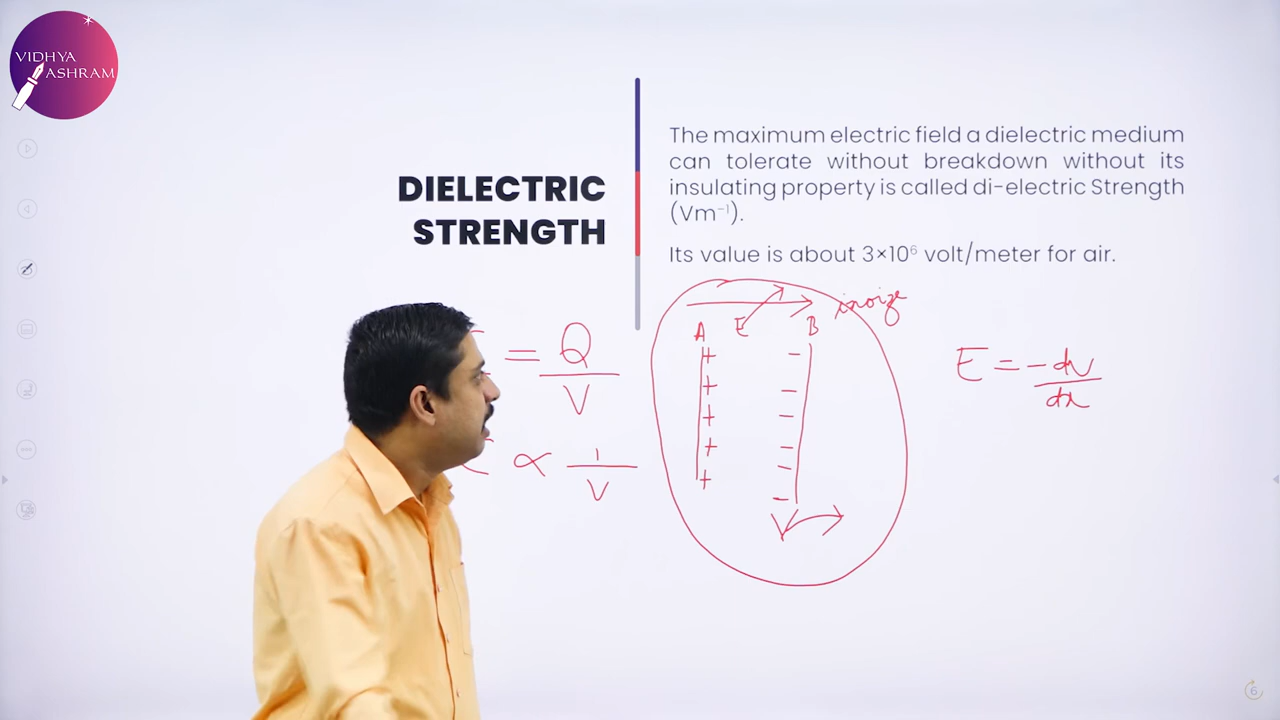 VIDHYA
ASHRAM
DIELECTRIC
STRENGTH
The maximum electric field a dielectric medium
can tolerate without breakdown without its
insulating property is called di-electric Strength
(Vm⁻¹).
Its value is about 3×10⁶ volt/meter for air.
= Q
V
∝ 1
V
A E B
+ + + + +
− − − − − −
V
E = −dv
dx
6